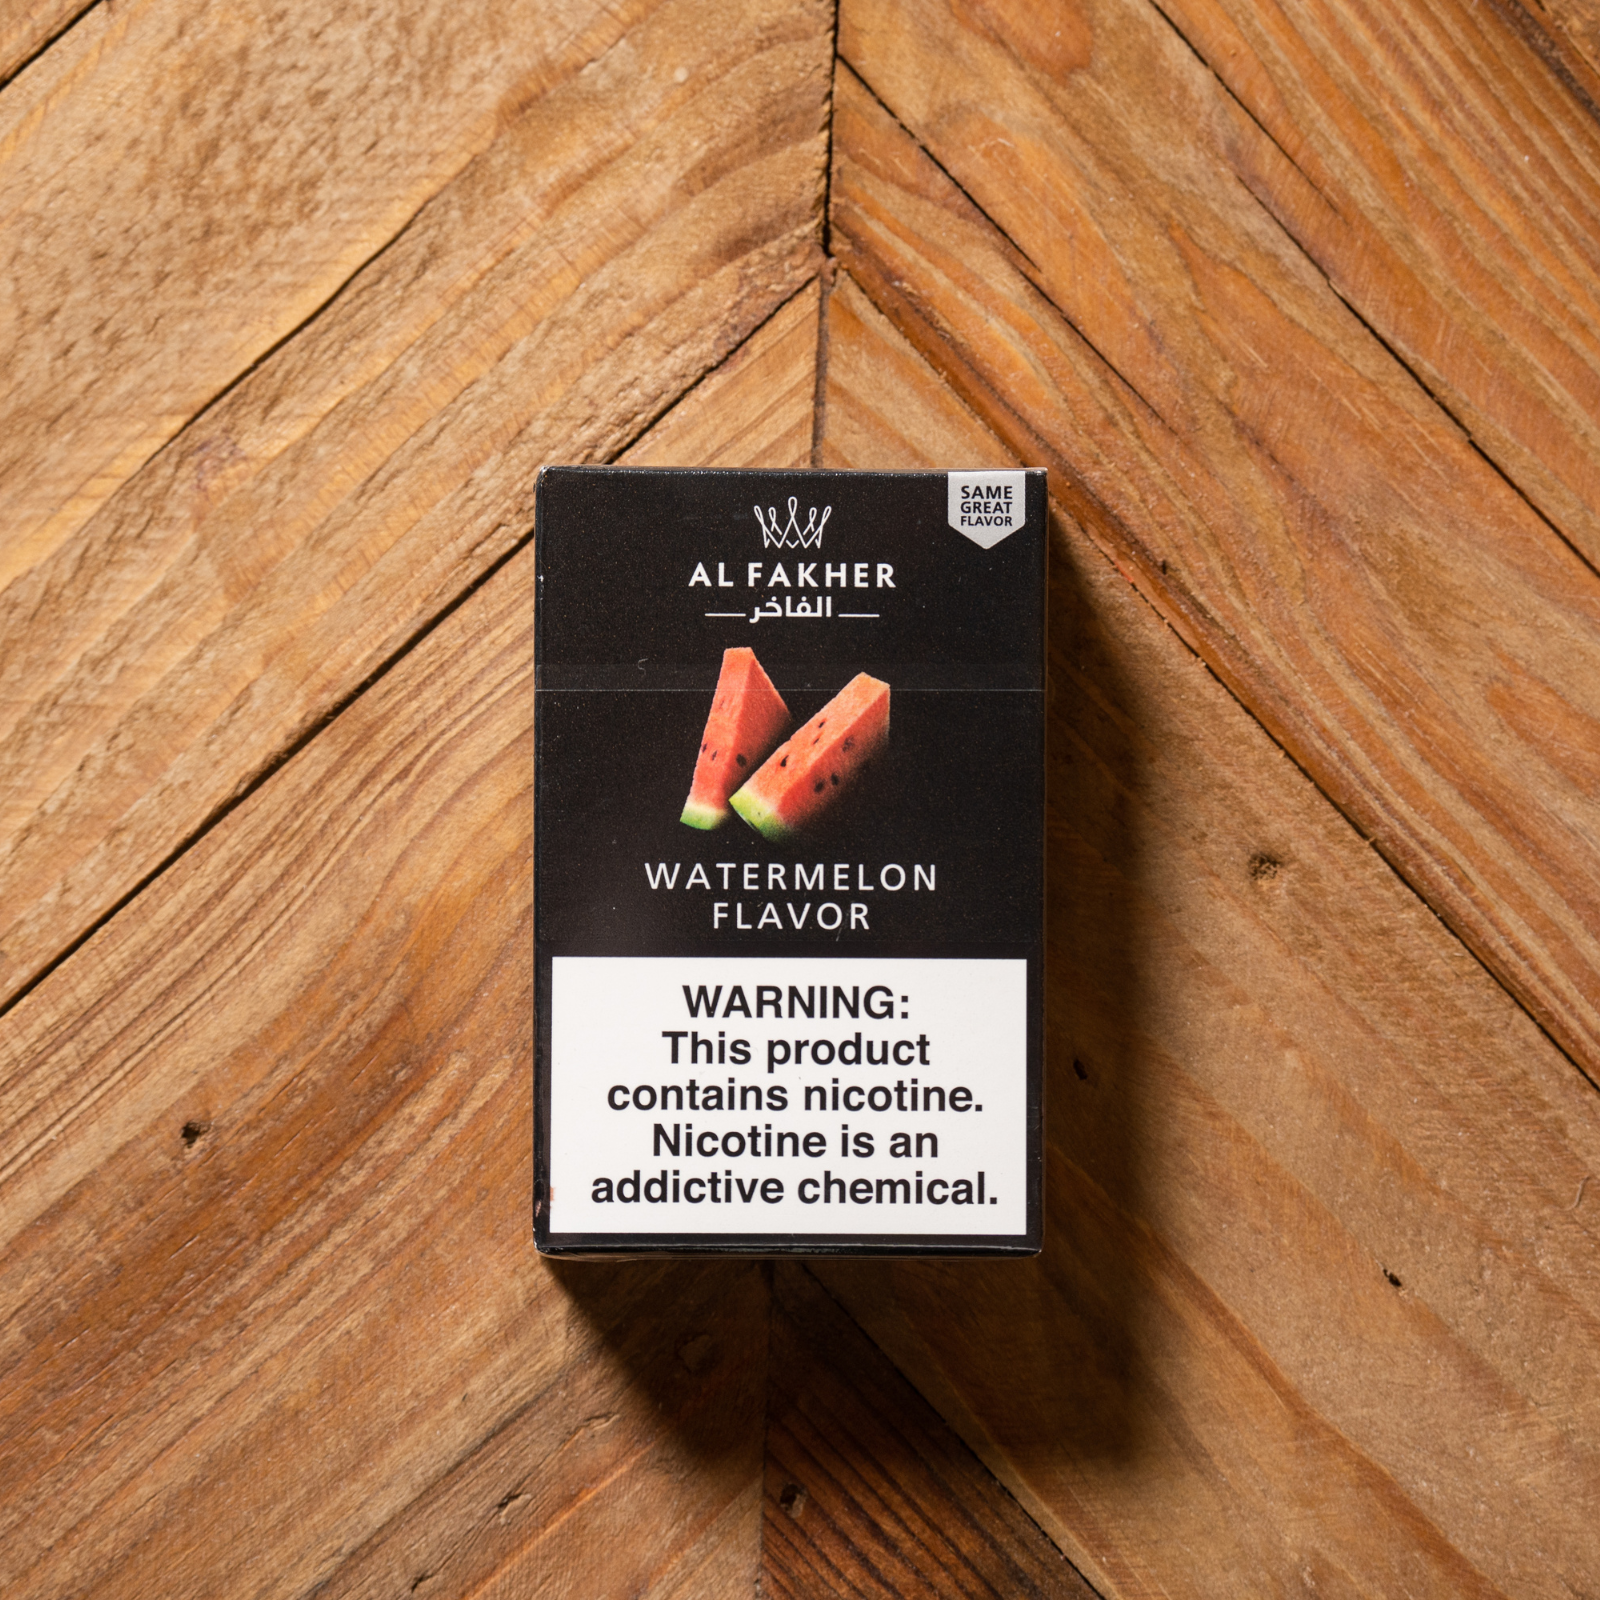 SAME
GREAT
FLAVOR
AL FAKHER
الفاخر
WATERMELON
FLAVOR
WARNING:
This product
contains nicotine.
Nicotine is an
addictive chemical.